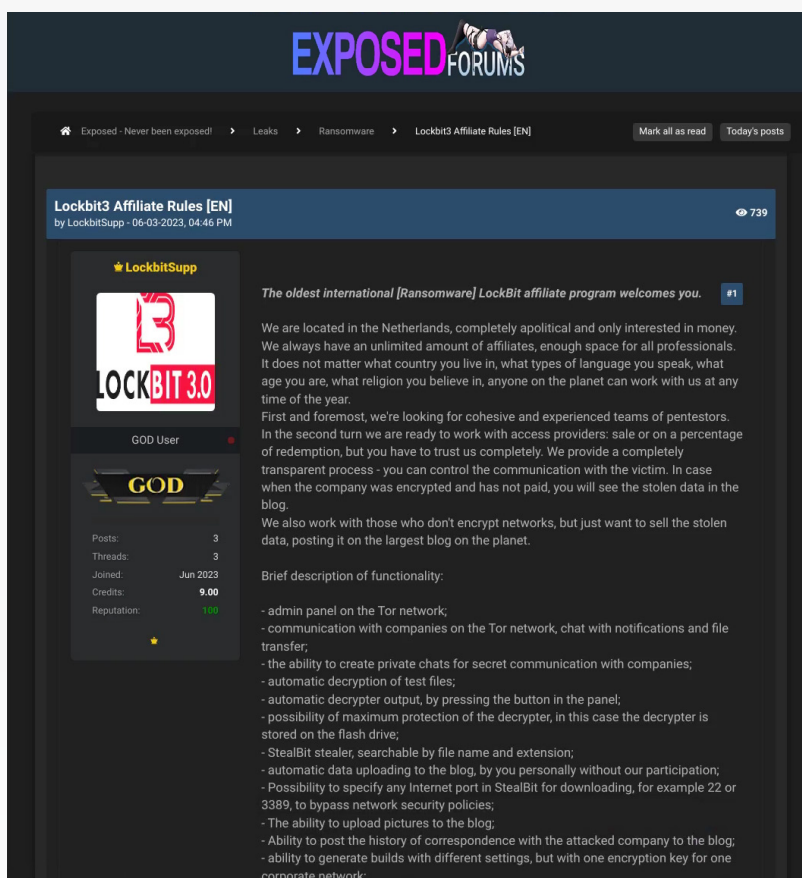 EXPOSED FORUMS
Exposed - Never been exposed! > Leaks > Ransomware > Lockbit3 Affiliate Rules [EN] Mark all as read Today's posts
Lockbit3 Affiliate Rules [EN]
by LockbitSupp - 06-03-2023, 04:46 PM
739
LockbitSupp
LOCKBIT 3.0
GOD User
GOD
Posts: 3
Threads: 3
Joined: Jun 2023
Credits: 9.00
Reputation: 100
The oldest international [Ransomware] LockBit affiliate program welcomes you. #1
We are located in the Netherlands, completely apolitical and only interested in money.
We always have an unlimited amount of affiliates, enough space for all professionals.
It does not matter what country you live in, what types of language you speak, what
age you are, what religion you believe in, anyone on the planet can work with us at any
time of the year.
First and foremost, we're looking for cohesive and experienced teams of pentestors.
In the second turn we are ready to work with access providers: sale or on a percentage
of redemption, but you have to trust us completely. We provide a completely
transparent process - you can control the communication with the victim. In case
when the company was encrypted and has not paid, you will see the stolen data in the
blog.
We also work with those who don't encrypt networks, but just want to sell the stolen
data, posting it on the largest blog on the planet.
Brief description of functionality:
- admin panel on the Tor network;
- communication with companies on the Tor network, chat with notifications and file
transfer;
- the ability to create private chats for secret communication with companies;
- automatic decryption of test files;
- automatic decrypter output, by pressing the button in the panel;
- possibility of maximum protection of the decrypter, in this case the decrypter is
stored on the flash drive;
- StealBit stealer, searchable by file name and extension;
- automatic data uploading to the blog, by you personally without our participation;
- Possibility to specify any Internet port in StealBit for downloading, for example 22 or
3389, to bypass network security policies;
- The ability to upload pictures to the blog;
- Ability to post the history of correspondence with the attacked company to the blog;
- ability to generate builds with different settings, but with one encryption key for one
corporate network;